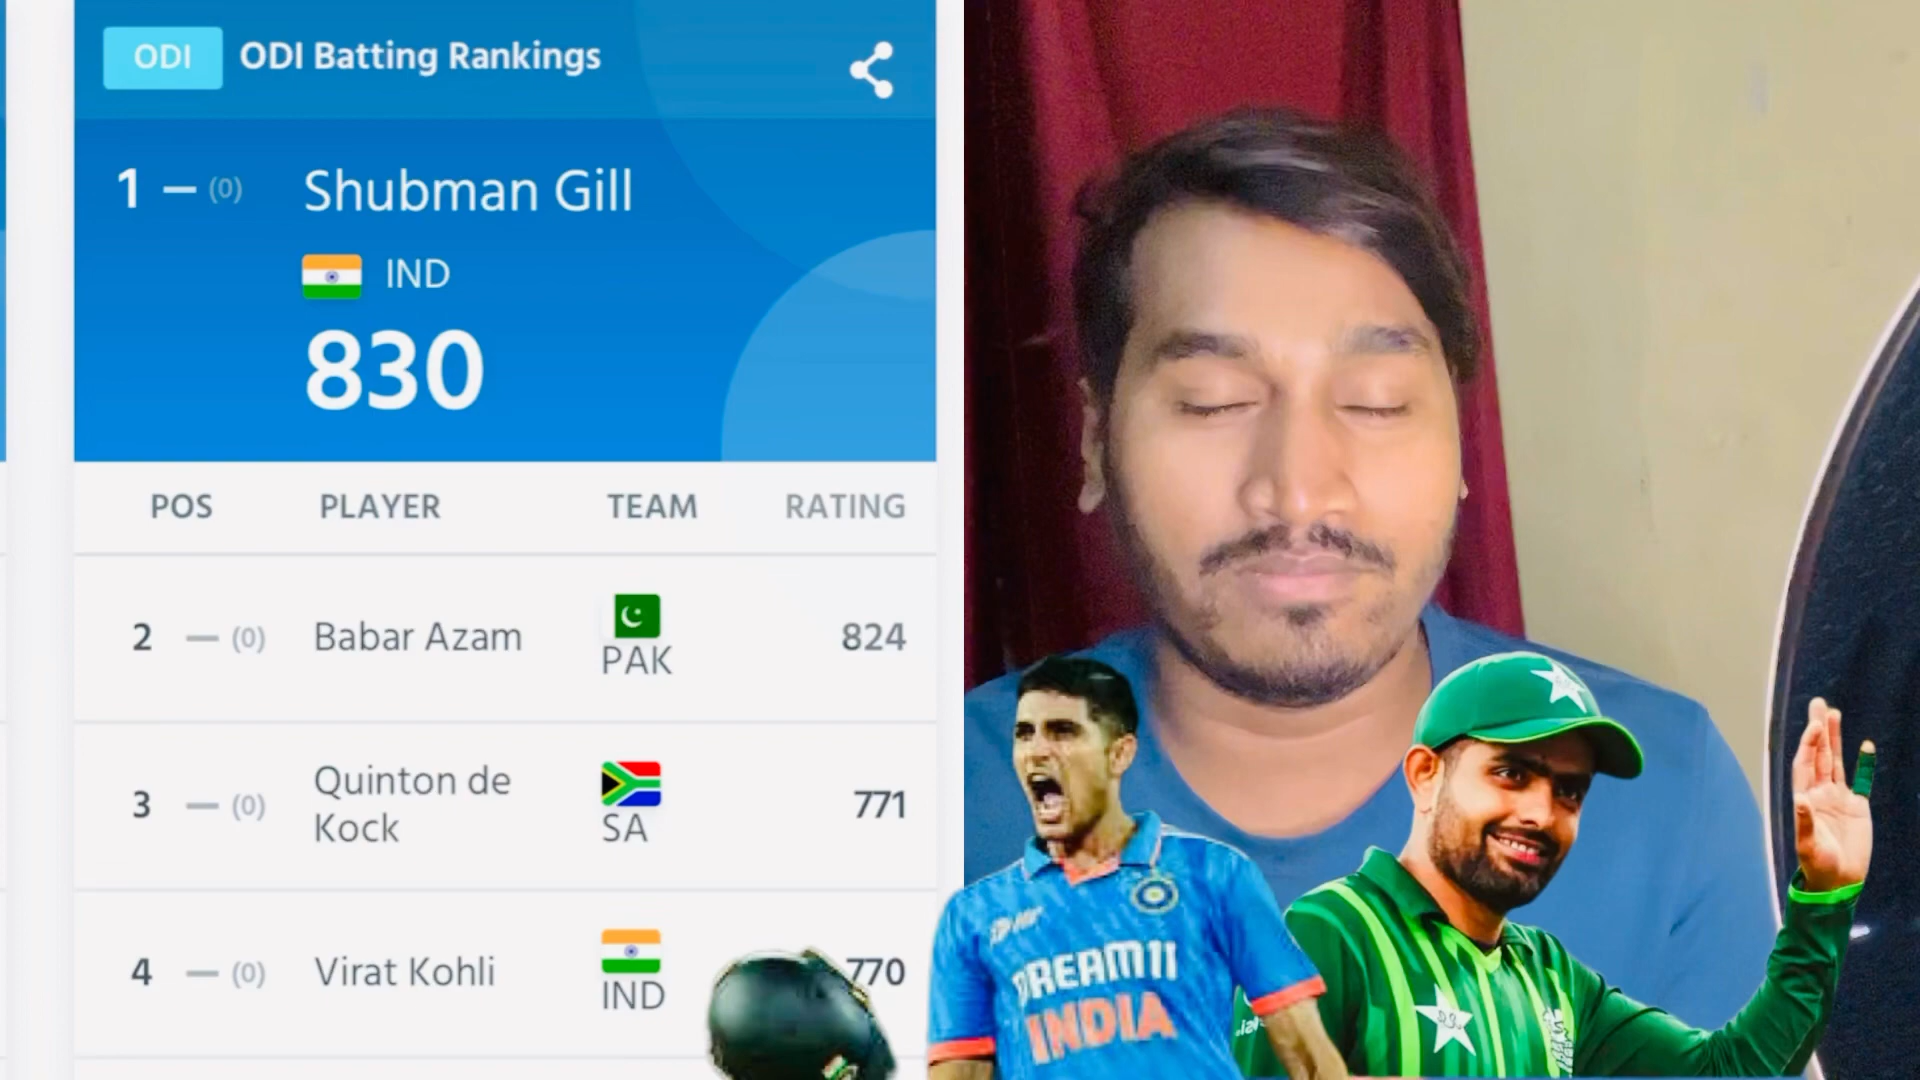 ODI
ODI Batting Rankings
1 — (0) Shubman Gill
IND
830
POS PLAYER TEAM RATING
2 — (0) Babar Azam PAK 824
3 — (0) Quinton de Kock SA 771
4 — (0) Virat Kohli IND 770
DREAM11
INDIA